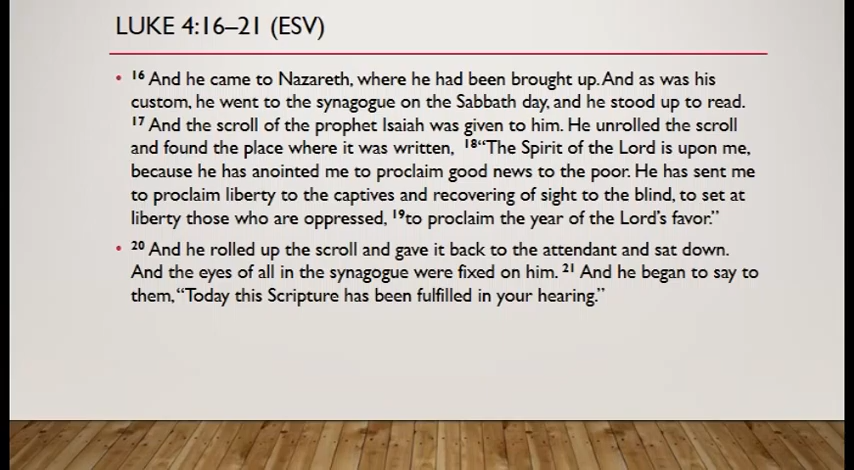 LUKE 4:16–21 (ESV)
• 16 And he came to Nazareth, where he had been brought up. And as was his
custom, he went to the synagogue on the Sabbath day, and he stood up to read.
17 And the scroll of the prophet Isaiah was given to him. He unrolled the scroll
and found the place where it was written, 18“The Spirit of the Lord is upon me,
because he has anointed me to proclaim good news to the poor. He has sent me
to proclaim liberty to the captives and recovering of sight to the blind, to set at
liberty those who are oppressed, 19to proclaim the year of the Lord’s favor.”
• 20 And he rolled up the scroll and gave it back to the attendant and sat down.
And the eyes of all in the synagogue were fixed on him. 21 And he began to say to
them, “Today this Scripture has been fulfilled in your hearing.”